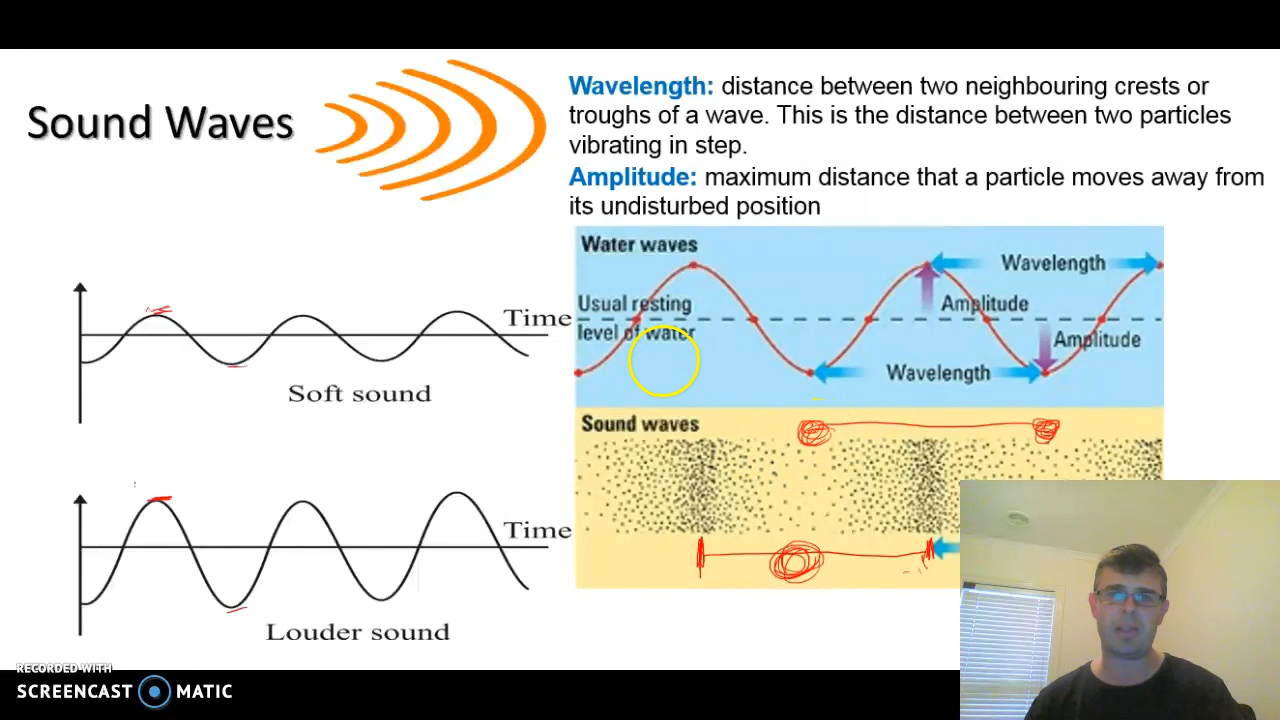 Sound Waves
Wavelength: distance between two neighbouring crests or
troughs of a wave. This is the distance between two particles
vibrating in step.
Amplitude: maximum distance that a particle moves away from
its undisturbed position
Time
Soft sound
Time
Louder sound
Water waves
Wavelength
Usual resting
level of water
Amplitude
Amplitude
Wavelength
Sound waves
RECORDED WITH
SCREENCAST MATIC